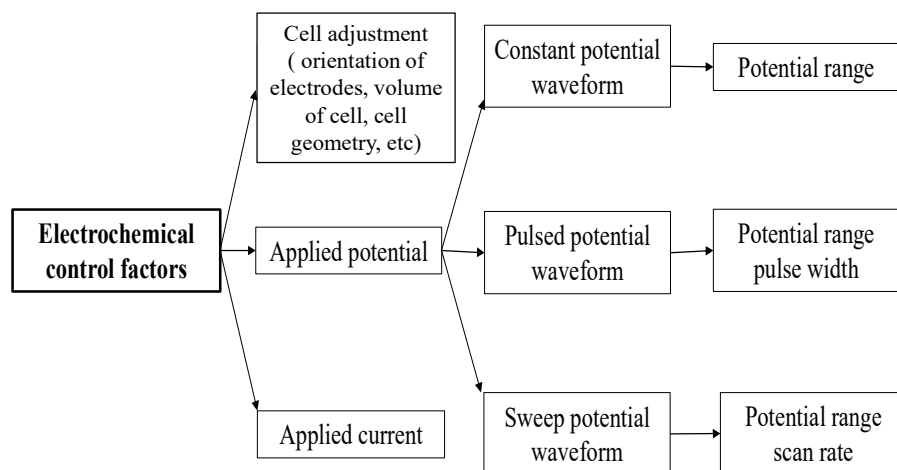 Cell adjustment
( orientation of
electrodes, volume
of cell, cell
geometry, etc)
Constant potential
waveform
Potential range
Electrochemical
control factors
Applied potential
Pulsed potential
waveform
Potential range
pulse width
Applied current
Sweep potential
waveform
Potential range
scan rate